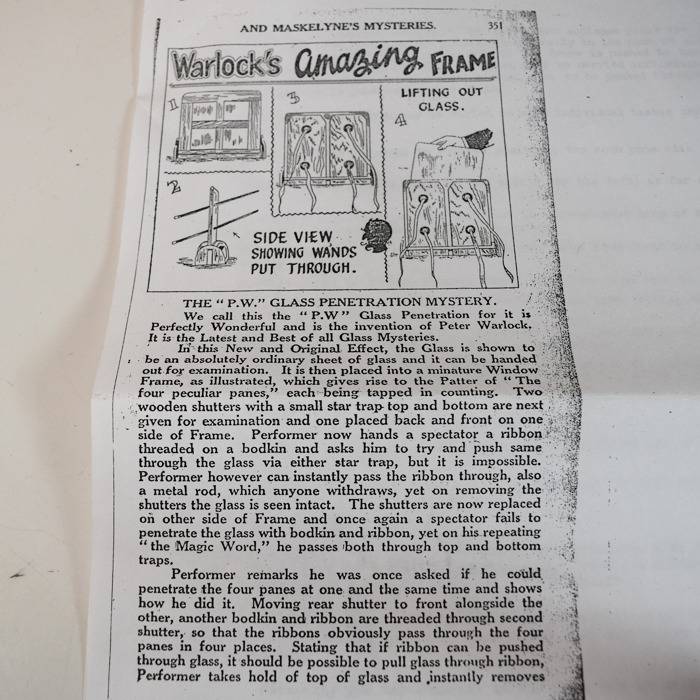 AND MASKELYNE'S MYSTERIES. 351
Warlock's Amazing FRAME
1
3
LIFTING OUT
GLASS.
4
2
SIDE VIEW
SHOWING WANDS
PUT THROUGH.
THE "P.W." GLASS PENETRATION MYSTERY.
We call this the "P.W" Glass Penetration for it is
Perfectly Wonderful and is the invention of Peter Warlock.
It is the Latest and Best of all Glass Mysteries.
In this New and Original Effect, the Glass is shown to
be an absolutely ordinary sheet of glass and it can be handed
out for examination. It is then placed into a minature Window
Frame, as illustrated, which gives rise to the Patter of "The
four peculiar panes," each being tapped in counting. Two
wooden shutters with a small star trap top and bottom are next
given for examination and one placed back and front on one
side of Frame. Performer now hands a spectator a ribbon
threaded on a bodkin and asks him to try and push same
through the glass via either star trap, but it is impossible.
Performer however can instantly pass the ribbon through, also
a metal rod, which anyone withdraws, yet on removing the
shutters the glass is seen intact. The shutters are now replaced
on other side of Frame and once again a spectator fails to
penetrate the glass with bodkin and ribbon, yet on his repeating
"the Magic Word," he passes both through top and bottom
traps.
Performer remarks he was once asked if he could
penetrate the four panes at one and the same time and shows
how he did it. Moving rear shutter to front alongside the
other, another bodkin and ribbon are threaded through second
shutter, so that the ribbons obviously pass through the four
panes in four places. Stating that if ribbon can be pushed
through glass, it should be possible to pull glass through ribbon,
Performer takes hold of top of glass and instantly removes